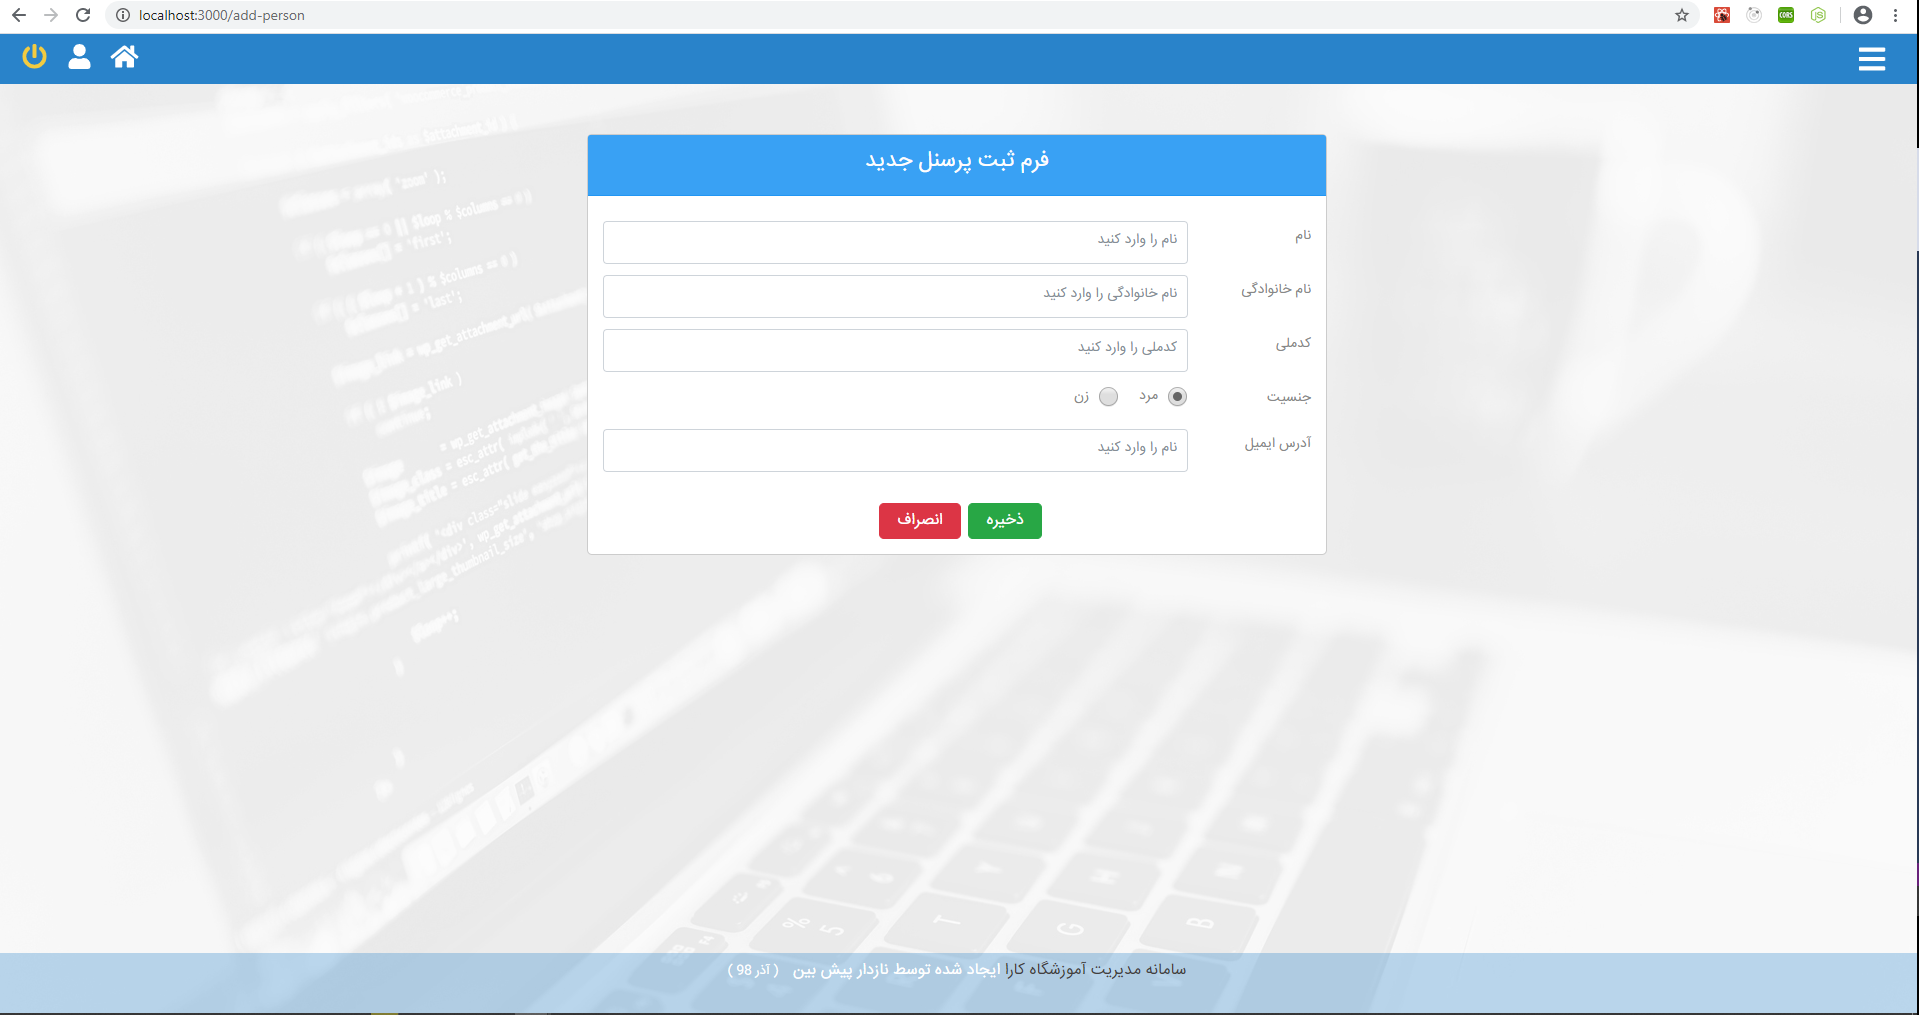 localhost:3000/add-person
CORS
JS
فرم ثبت پرسنل جدید
نام
نام را وارد کنید
نام خانوادگی
نام خانوادگی را وارد کنید
کدملی
کدملی را وارد کنید
جنسیت
مرد
زن
آدرس ایمیل
نام را وارد کنید
ذخیره
انصراف
سامانه مدیریت آموزشگاه کارا ایجاد شده توسط نازدار پیش بین ( آذر 98 )